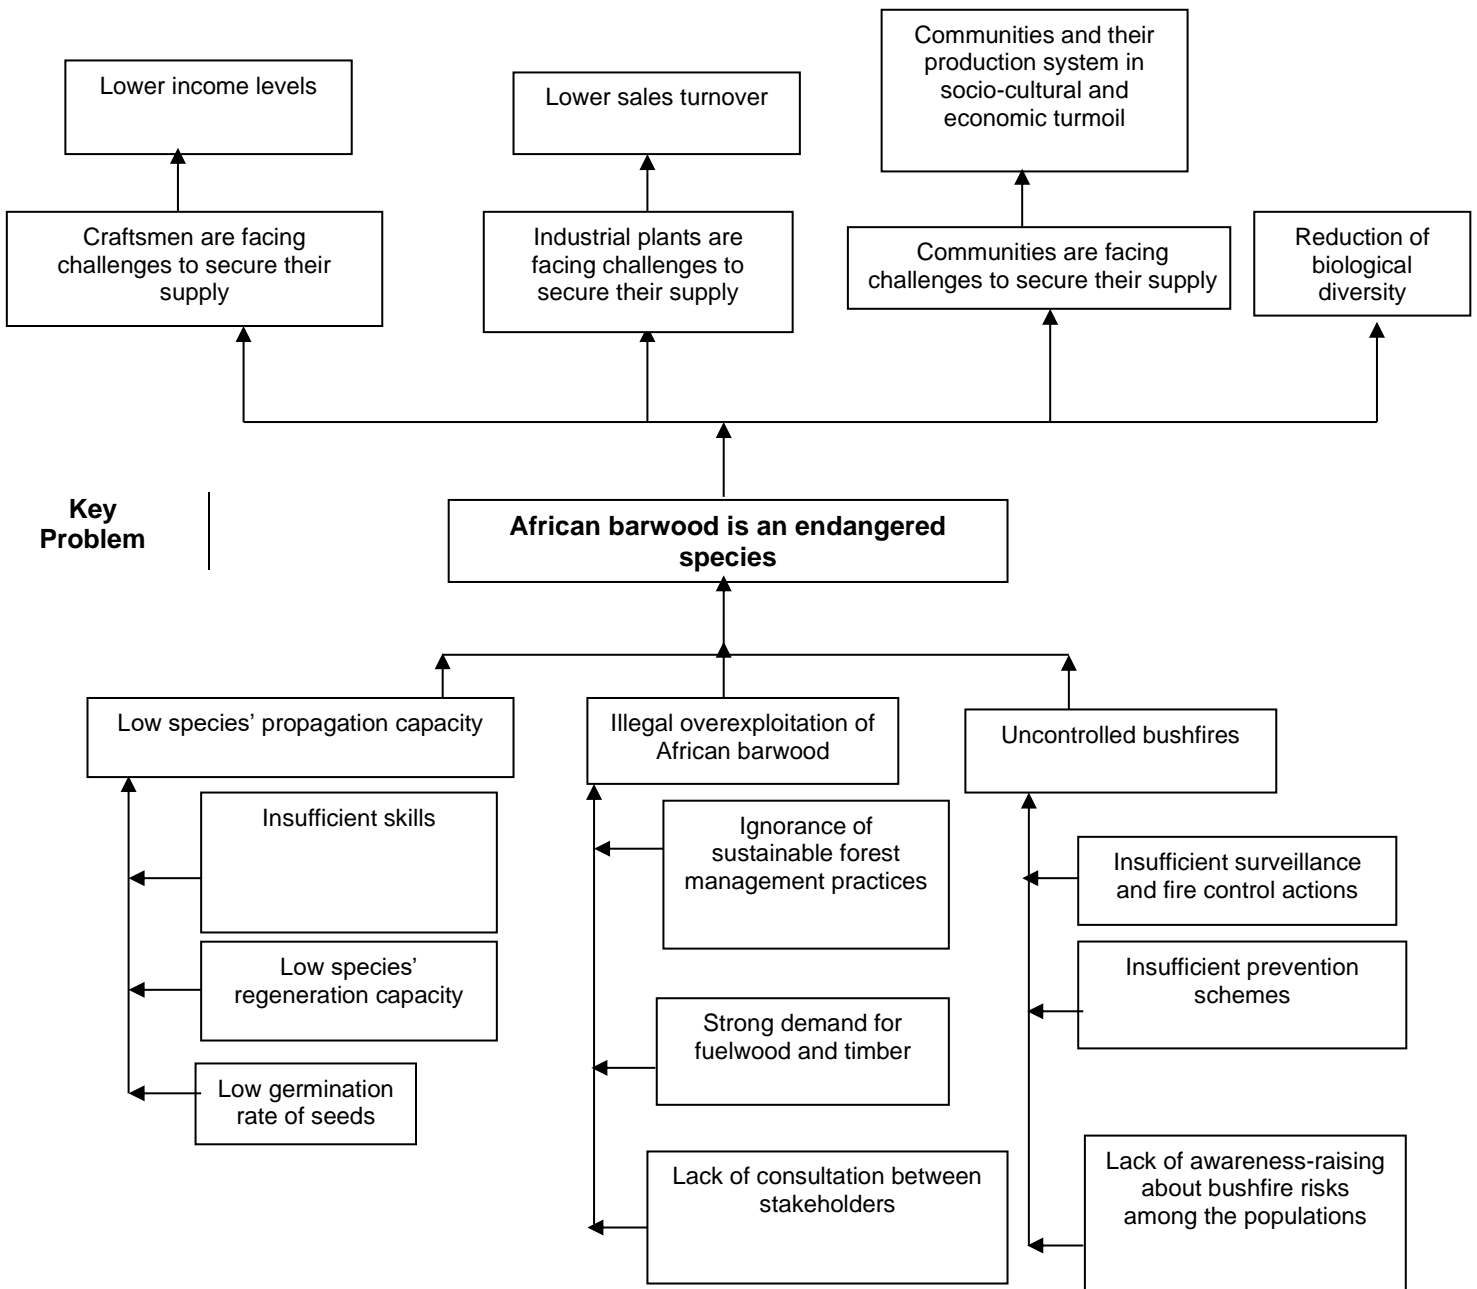 Communities and their
production system in
socio-cultural and
economic turmoil
Lower income levels
Lower sales turnover
Craftsmen are facing
challenges to secure their
supply
Industrial plants are
facing challenges to
secure their supply
Communities are facing
challenges to secure their supply
Reduction of
biological
diversity
Key
Problem
African barwood is an endangered
species
Low species’ propagation capacity
Illegal overexploitation of
African barwood
Uncontrolled bushfires
Insufficient skills
Low species’
regeneration capacity
Low germination
rate of seeds
Ignorance of
sustainable forest
management practices
Strong demand for
fuelwood and timber
Lack of consultation between
stakeholders
Insufficient surveillance
and fire control actions
Insufficient prevention
schemes
Lack of awareness-raising
about bushfire risks
among the populations